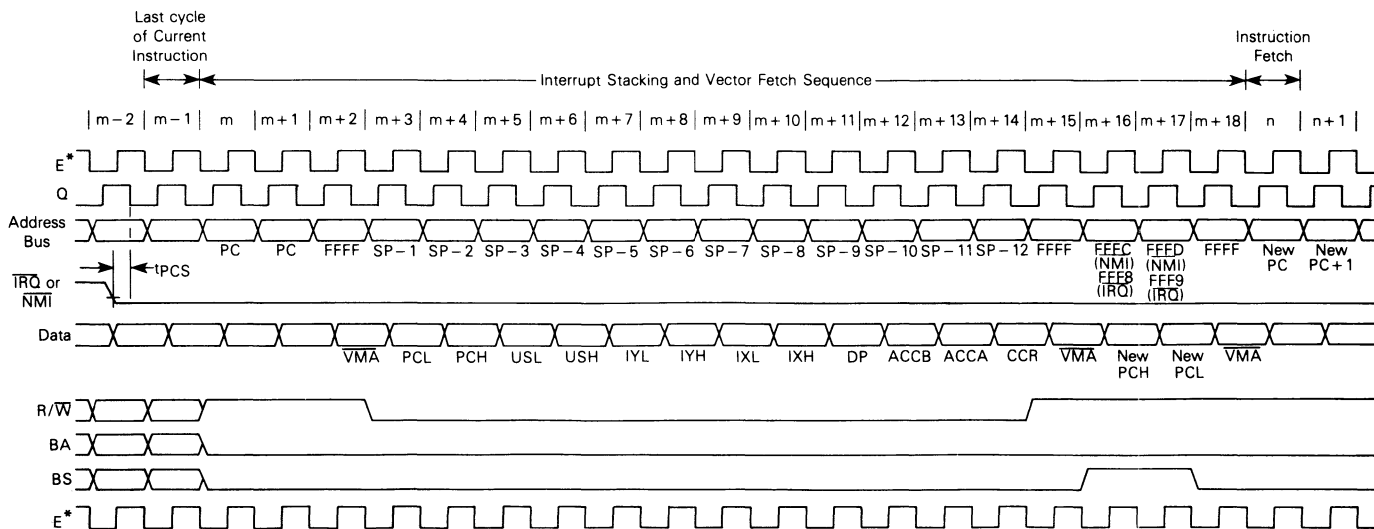 Last cycle
of Current
Instruction
Instruction
Fetch
Interrupt Stacking and Vector Fetch Sequence
| m − 2 | m − 1 | m | m + 1 | m + 2 | m + 3 | m + 4 | m + 5 | m + 6 | m + 7 | m + 8 | m + 9 | m + 10 | m + 11 | m + 12 | m + 13 | m + 14 | m + 15 | m + 16 | m + 17 | m + 18 | n | n + 1 |
E*
Q
Address
Bus
PC PC FFFF SP − 1 SP − 2 SP − 3 SP − 4 SP − 5 SP − 6 SP − 7 SP − 8 SP − 9 SP − 10 SP − 11 SP − 12 FFFF FFFC FFFD FFFF New New
(NMI) (NMI) PC PC + 1
FFF8 FFF9
(IRQ) (IRQ)
tPCS
IRQ or
NMI
Data
VMA PCL PCH USL USH IYL IYH IXL IXH DP ACCB ACCA CCR VMA New New VMA
PCH PCL
R/W
BA
BS
E*